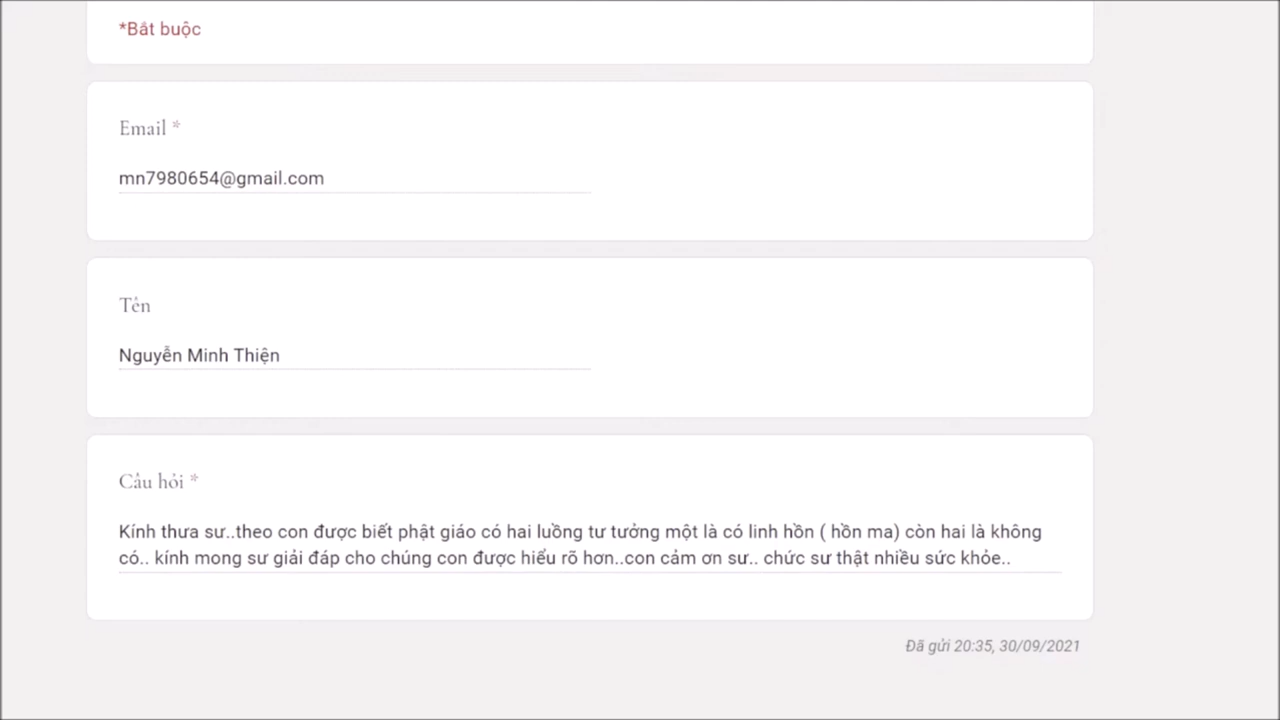 *Bắt buộc
Email *
mn7980654@gmail.com
Tên
Nguyễn Minh Thiện
Câu hỏi *
Kính thưa sư..theo con được biết phật giáo có hai luồng tư tưởng một là có linh hồn ( hồn ma) còn hai là không
có.. kính mong sư giải đáp cho chúng con được hiểu rõ hơn..con cảm ơn sư.. chức sư thật nhiều sức khỏe..
Đã gửi 20:35, 30/09/2021